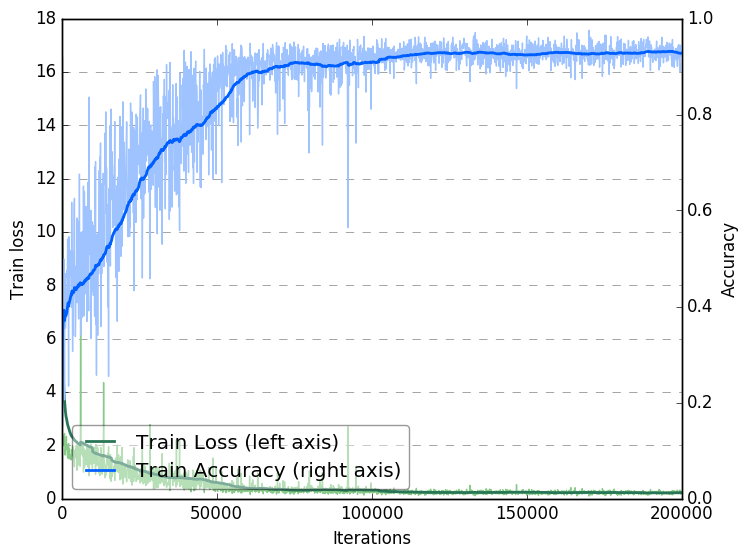 18
16
14
12
10
8
6
4
2
0
Train loss
1.0
0.8
0.6
0.4
0.2
0.0
Accuracy
Train Loss (left axis)
Train Accuracy (right axis)
0 50000 100000 150000 200000
Iterations